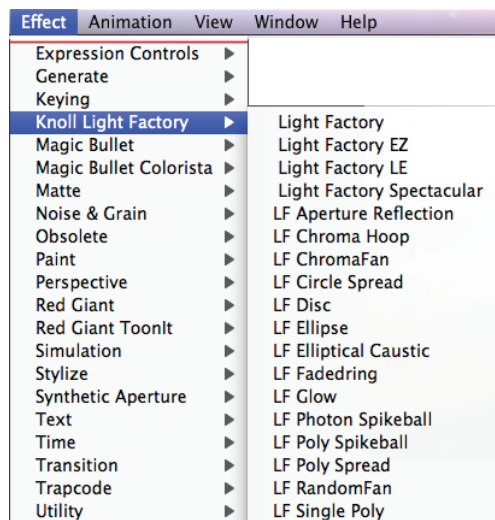 Effect Animation View Window Help
Expression Controls
Generate
Keying
Knoll Light Factory
Magic Bullet
Magic Bullet Colorista
Matte
Noise & Grain
Obsolete
Paint
Perspective
Red Giant
Red Giant ToonIt
Simulation
Stylize
Synthetic Aperture
Text
Time
Transition
Trapcode
Utility
Light Factory
Light Factory EZ
Light Factory LE
Light Factory Spectacular
LF Aperture Reflection
LF Chroma Hoop
LF ChromaFan
LF Circle Spread
LF Disc
LF Ellipse
LF Elliptical Caustic
LF Fadedring
LF Glow
LF Photon Spikeball
LF Poly Spikeball
LF Poly Spread
LF RandomFan
LF Single Poly